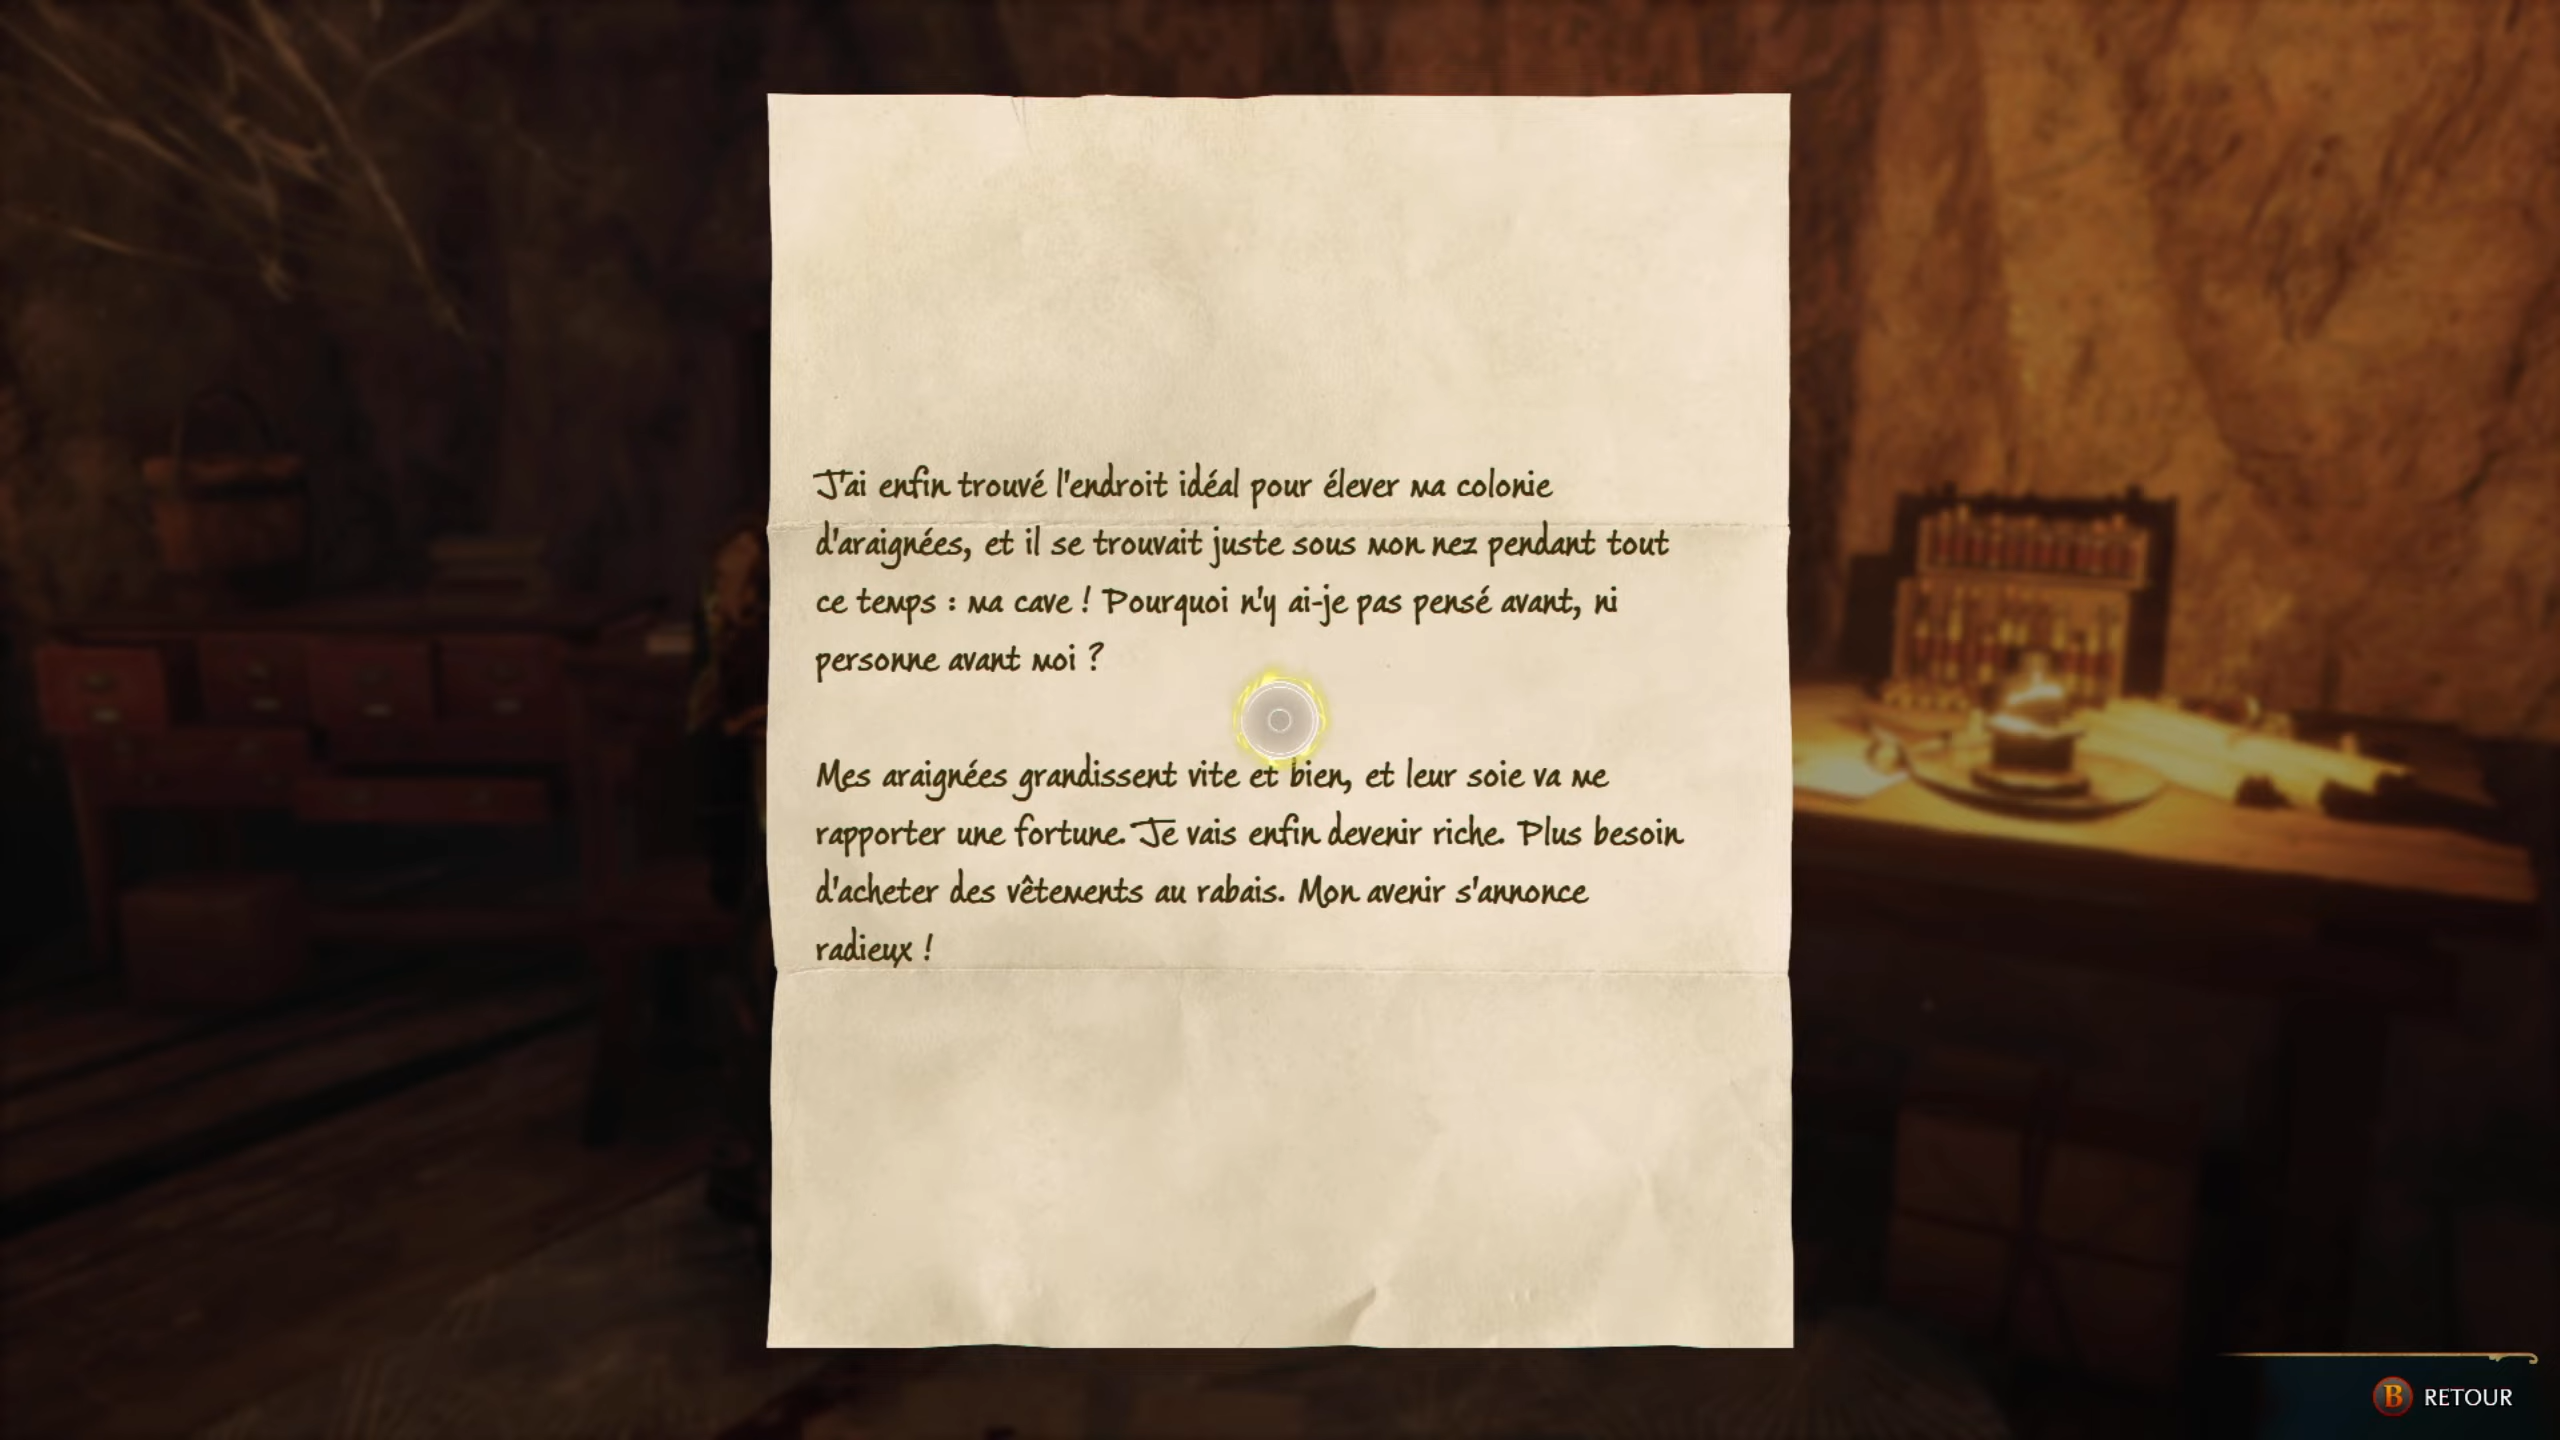 J'ai enfin trouvé l'endroit idéal pour élever ma colonie
d'araignées, et il se trouvait juste sous mon nez pendant tout
ce temps : ma cave ! Pourquoi n'y ai-je pas pensé avant, ni
personne avant moi ?
Mes araignées grandissent vite et bien, et leur soie va me
rapporter une fortune. Je vais enfin devenir riche. Plus besoin
d'acheter des vêtements au rabais. Mon avenir s'annonce
radieux !
B RETOUR